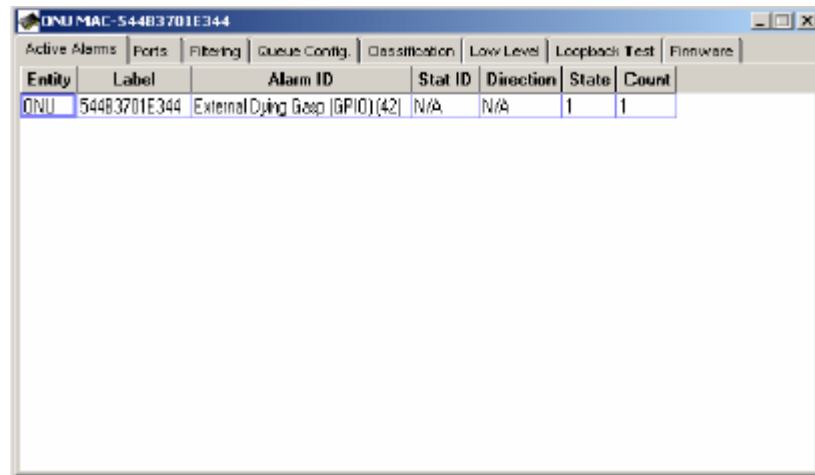 ONU MAC-544B3701E344
Active Alarms Ports Filtering Queue Config. Classification Low Level Loopback Test Firmware
Entity Label Alarm ID Stat ID Direction State Count
ONU 544B3701E344 External Dying Gasp (GPIO) (42) N/A N/A 1 1